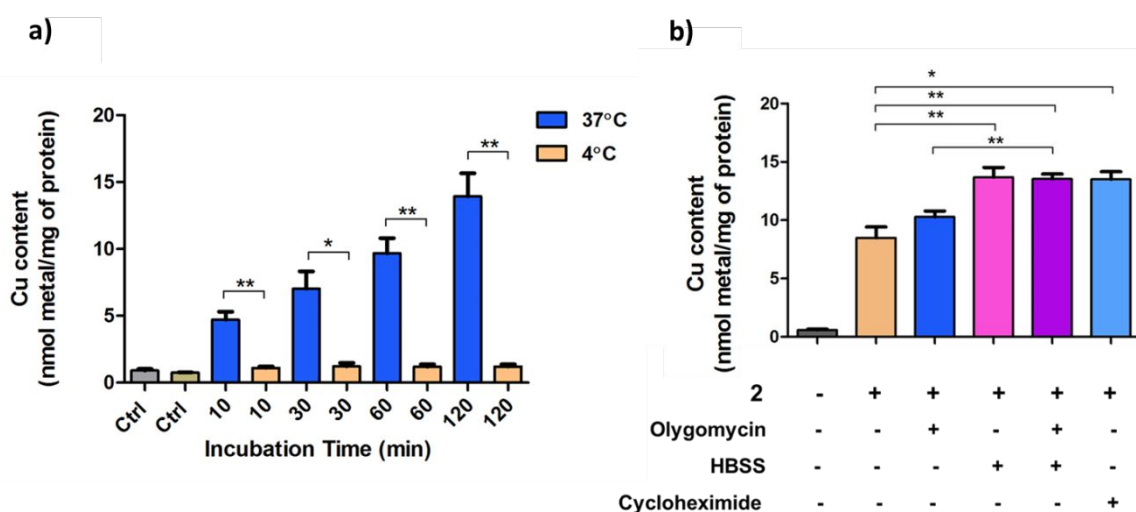 a)
Cu content
(nmol metal/mg of protein)
20
15
10
5
0
37°C
4°C
**
*
**
**
Ctrl Ctrl 10 10 30 30 60 60 120 120
Incubation Time (min)
b)
Cu content
(nmol metal/mg of protein)
20
15
10
5
0
*
**
**
**
2 - + + + + +
Olygomycin - - + - + -
HBSS - - - + + -
Cycloheximide - - - - - +